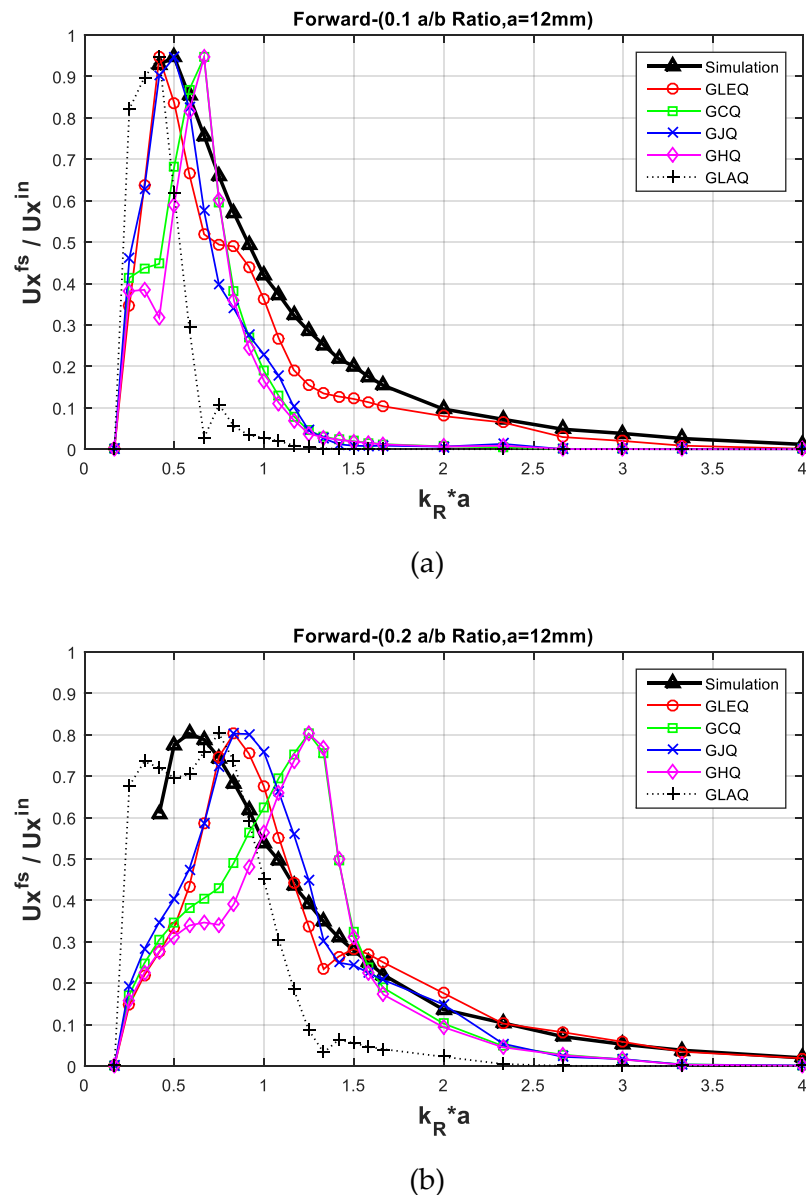 Forward-(0.1 a/b Ratio,a=12mm)
1
0.9
0.8
0.7
0.6
0.5
0.4
0.3
0.2
0.1
0
Ux^fs / Ux^in
Simulation
GLEQ
GCQ
GJQ
GHQ
GLAQ
0 0.5 1 1.5 2 2.5 3 3.5 4
k_R*a
(a)
Forward-(0.2 a/b Ratio,a=12mm)
1
0.9
0.8
0.7
0.6
0.5
0.4
0.3
0.2
0.1
0
Ux^fs / Ux^in
Simulation
GLEQ
GCQ
GJQ
GHQ
GLAQ
0 0.5 1 1.5 2 2.5 3 3.5 4
k_R*a
(b)